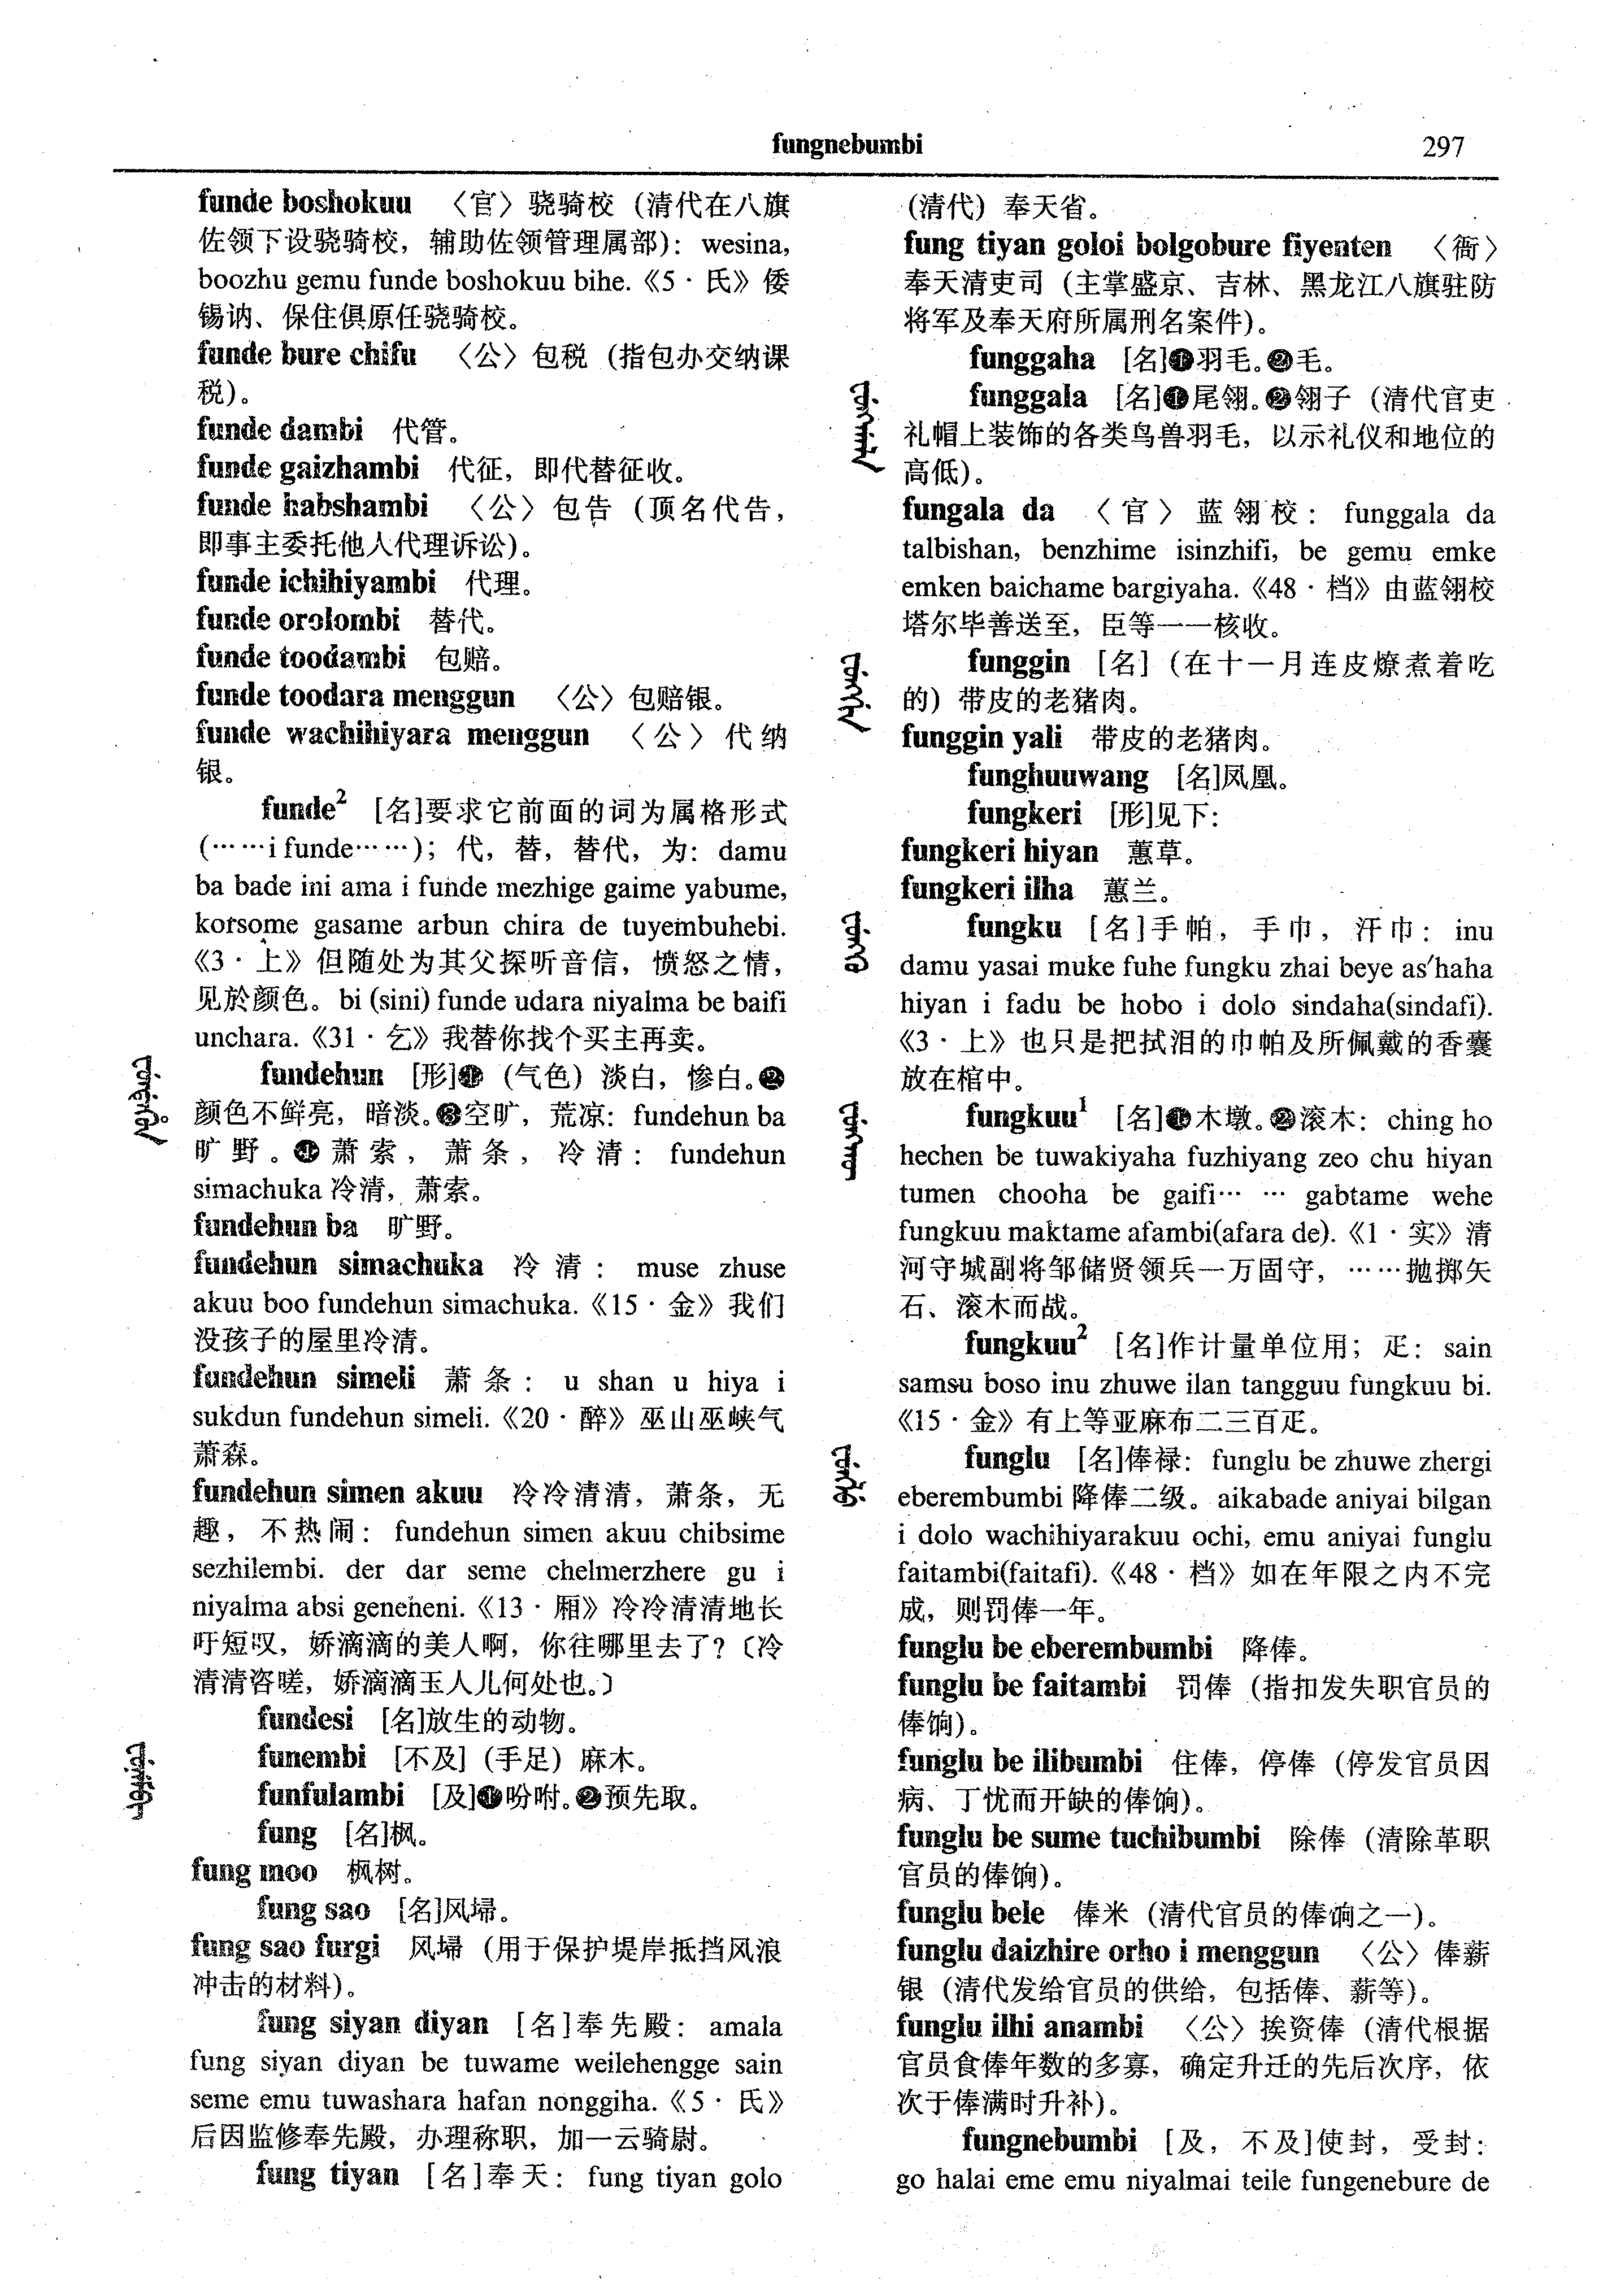 fungnebumbi
297
funde boshokuu 〈官〉骁骑校（清代在八旗
佐领下设骁骑校，辅助佐领管理属部）：wesina,
boozhu gemu funde boshokuu bihe.《5·氏》倭
锡讷、保住俱原任骁骑校。
funde bure chifu 〈公〉包税（指包办交纳课
税）。
funde dambi 代管。
funde gaizhambi 代征，即代替征收。
funde habshambi 〈公〉包告（顶名代告，
即事主委托他人代理诉讼）。
funde ichihiyambi 代理。
funde orolombi 替代。
funde toodambi 包赔。
funde toodara menggun 〈公〉包赔银。
funde wachihiyara menggun 〈公〉代纳
银。
funde² [名]要求它前面的词为属格形式
(……i funde……)；代，替，替代，为：damu
ba bade ini ama i funde mezhige gaime yabume,
korsome gasame arbun chira de tuyembuhebi.
《3·上》但随处为其父探听音信，愤怒之情，
见於颜色。bi (sini) funde udara niyalma be baifi
unchara.《31·乞》我替你找个买主再卖。
fundehun [形]❶（气色）淡白，惨白。❷
颜色不鲜亮，暗淡。❸空旷，荒凉：fundehun ba
旷野。❹萧索，萧条，冷清：fundehun
simachuka 冷清，萧索。
fundehun ba 旷野。
fundehun simachuka 冷清：muse zhuse
akuu boo fundehun simachuka.《15·金》我们
没孩子的屋里冷清。
fundehun simeli 萧条：u shan u hiya i
sukdun fundehun simeli.《20·醉》巫山巫峡气
萧森。
fundehun simen akuu 冷冷清清，萧条，无
趣，不热闹：fundehun simen akuu chibsime
sezhilembi. der dar seme chelmerzhere gu i
niyalma absi geneheni.《13·厢》冷冷清清地长
吁短叹，娇滴滴的美人啊，你往哪里去了？〔冷
清清咨嗟，娇滴滴玉人儿何处也。〕
fundesi [名]放生的动物。
funembi [不及]（手足）麻木。
funfulambi [及]❶吩咐。❷预先取。
fung [名]枫。
fung moo 枫树。
fung sao [名]风埽。
fung sao furgi 风埽（用于保护堤岸抵挡风浪
冲击的材料）。
fung siyan diyan [名]奉先殿：amala
fung siyan diyan be tuwame weilehengge sain
seme emu tuwashara hafan nonggiha.《5·氏》
后因监修奉先殿，办理称职，加一云骑尉。
fung tiyan [名]奉天：fung tiyan golo
（清代）奉天省。
fung tiyan goloi bolgobure fiyenten 〈衙〉
奉天清吏司（主掌盛京、吉林、黑龙江八旗驻防
将军及奉天府所属刑名案件）。
funggaha [名]❶羽毛。❷毛。
funggala [名]❶尾翎。❷翎子（清代官吏
礼帽上装饰的各类鸟兽羽毛，以示礼仪和地位的
高低）。
fungala da 〈官〉蓝翎校：funggala da
talbishan, benzhime isinzhifi, be gemu emke
emken baichame bargiyaha.《48·档》由蓝翎校
塔尔毕善送至，臣等一一核收。
funggin [名]（在十一月连皮燎煮着吃
的）带皮的老猪肉。
funggin yali 带皮的老猪肉。
funghuuwang [名]凤凰。
fungkeri [形]见下：
fungkeri hiyan 蕙草。
fungkeri ilha 蕙兰。
fungku [名]手帕，手巾，汗巾：inu
damu yasai muke fuhe fungku zhai beye as'haha
hiyan i fadu be hobo i dolo sindaha(sindafi).
《3·上》也只是把拭泪的巾帕及所佩戴的香囊
放在棺中。
fungkuu¹ [名]❶木墩。❷滚木：ching ho
hechen be tuwakiyaha fuzhiyang zeo chu hiyan
tumen chooha be gaifi…… gabtame wehe
fungkuu maktame afambi(afara de).《1·实》清
河守城副将邹储贤领兵一万固守，……抛掷矢
石、滚木而战。
fungkuu² [名]作计量单位用；疋：sain
samsu boso inu zhuwe ilan tangguu fungkuu bi.
《15·金》有上等亚麻布二三百疋。
funglu [名]俸禄：funglu be zhuwe zhergi
eberembumbi 降俸二级。aikabade aniyai bilgan
i dolo wachihiyarakuu ochi, emu aniyai funglu
faitambi(faitafi).《48·档》如在年限之内不完
成，则罚俸一年。
funglu be eberembumbi 降俸。
funglu be faitambi 罚俸（指扣发失职官员的
俸饷）。
funglu be ilibumbi 住俸，停俸（停发官员因
病、丁忧而开缺的俸饷）。
funglu be sume tuchibumbi 除俸（清除革职
官员的俸饷）。
funglu bele 俸米（清代官员的俸饷之一）。
funglu daizhire orho i menggun 〈公〉俸薪
银（清代发给官员的供给，包括俸、薪等）。
funglu ilhi anambi 〈公〉挨资俸（清代根据
官员食俸年数的多寡，确定升迁的先后次序，依
次于俸满时升补）。
fungnebumbi [及，不及]使封，受封：
go halai eme emu niyalmai teile fungenebure de